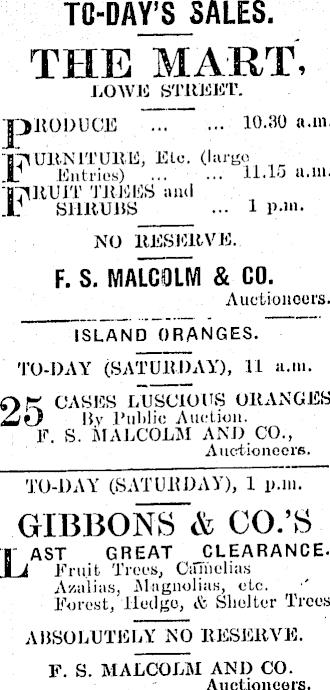 TO-DAY'S SALES.
THE MART,
LOWE STREET.
PRODUCE ... ... 10.30 a.m.
FURNITURE, Etc. (large
Entries) ... ... 11.15 a.m.
FRUIT TREES and
SHRUBS ... 1 p.m.
NO RESERVE.
F. S. MALCOLM & CO.
Auctioneers.
ISLAND ORANGES.
TO-DAY (SATURDAY), 11 a.m.
25 CASES LUSCIOUS ORANGES
By Public Auction.
F. S. MALCOLM AND CO.,
Auctioneers.
TO-DAY (SATURDAY), 1 p.m.
GIBBONS & CO.'S
LAST GREAT CLEARANCE.
Fruit Trees, Camelias
Azalias, Magnolias, etc.
Forest, Hedge, & Shelter Trees
ABSOLUTELY NO RESERVE.
F. S. MALCOLM AND CO.
Auctioneers.